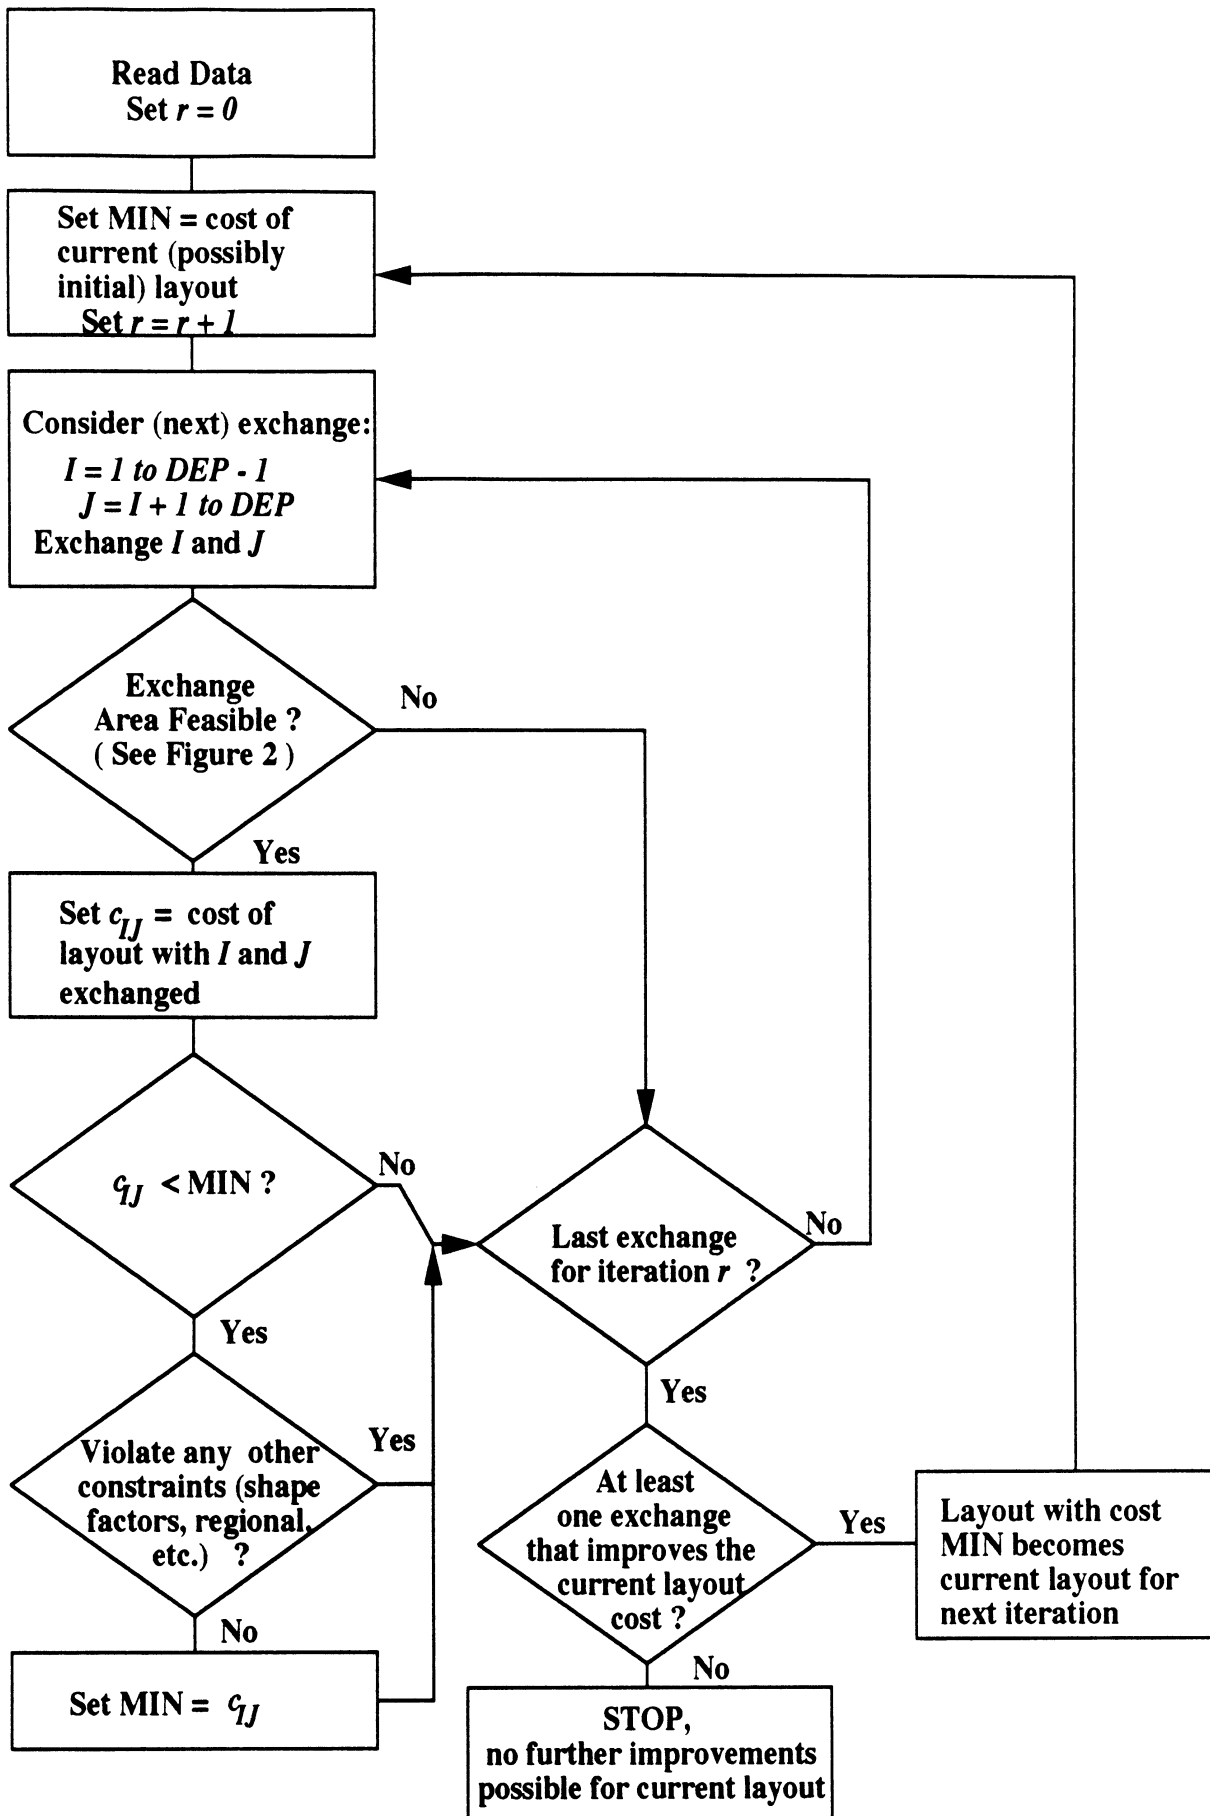 Read Data
Set r = 0
Set MIN = cost of
current (possibly
initial) layout
Set r = r + 1
Consider (next) exchange:
I = 1 to DEP - 1
J = I + 1 to DEP
Exchange I and J
Exchange
Area Feasible ?
( See Figure 2 )
No
Yes
Set cIJ = cost of
layout with I and J
exchanged
cIJ < MIN ?
No
Yes
Last exchange
for iteration r ?
No
Yes
Violate any other
constraints (shape
factors, regional,
etc.) ?
Yes
No
Set MIN = cIJ
At least
one exchange
that improves the
current layout
cost ?
Yes
No
Layout with cost
MIN becomes
current layout for
next iteration
STOP,
no further improvements
possible for current layout